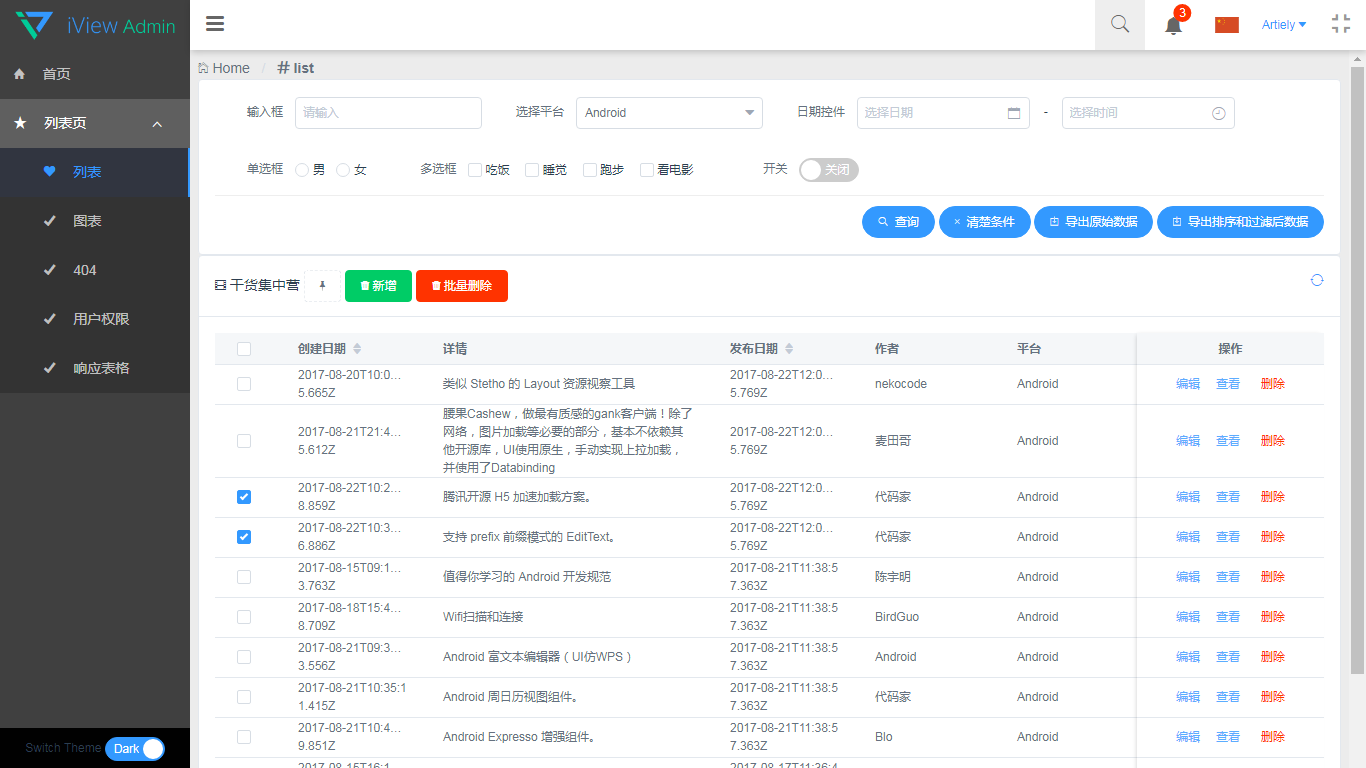 iView Admin
3
Artiely
首页
列表页
列表
图表
404
用户权限
响应表格
Switch Theme Dark
Home / # list
输入框 请输入 选择平台 Android 日期控件 选择日期 - 选择时间
单选框 男 女 多选框 吃饭 睡觉 跑步 看电影 开关 关闭
查询 清楚条件 导出原始数据 导出排序和过滤后数据
干货集中营 新增 批量删除
创建日期 详情 发布日期 作者 平台 操作
2017-08-20T10:0...
5.665Z
类似 Stetho 的 Layout 资源视察工具
2017-08-22T12:0...
5.769Z
nekocode Android 编辑 查看 删除
2017-08-21T21:4...
5.612Z
腰果Cashew，做最有质感的gank客户端！除了
网络，图片加载等必要的部分，基本不依赖其
他开源库，UI使用原生，手动实现上拉加载，
并使用了Databinding
2017-08-22T12:0...
5.769Z
麦田哥 Android 编辑 查看 删除
2017-08-22T10:2...
8.859Z
腾讯开源 H5 加速加载方案。
2017-08-22T12:0...
5.769Z
代码家 Android 编辑 查看 删除
2017-08-22T10:3...
6.886Z
支持 prefix 前缀模式的 EditText。
2017-08-22T12:0...
5.769Z
代码家 Android 编辑 查看 删除
2017-08-15T09:1...
3.763Z
值得你学习的 Android 开发规范
2017-08-21T11:38:5
7.363Z
陈宇明 Android 编辑 查看 删除
2017-08-18T15:4...
8.709Z
Wifi扫描和连接
2017-08-21T11:38:5
7.363Z
BirdGuo Android 编辑 查看 删除
2017-08-21T09:3...
3.556Z
Android 富文本编辑器（UI仿WPS）
2017-08-21T11:38:5
7.363Z
Android Android 编辑 查看 删除
2017-08-21T10:35:1
1.415Z
Android 周日历视图组件。
2017-08-21T11:38:5
7.363Z
代码家 Android 编辑 查看 删除
2017-08-21T10:4...
9.851Z
Android Expresso 增强组件。
2017-08-21T11:38:5
7.363Z
Blo Android 编辑 查看 删除
2017-08-15T16:1...
2017-08-17T11:36:4